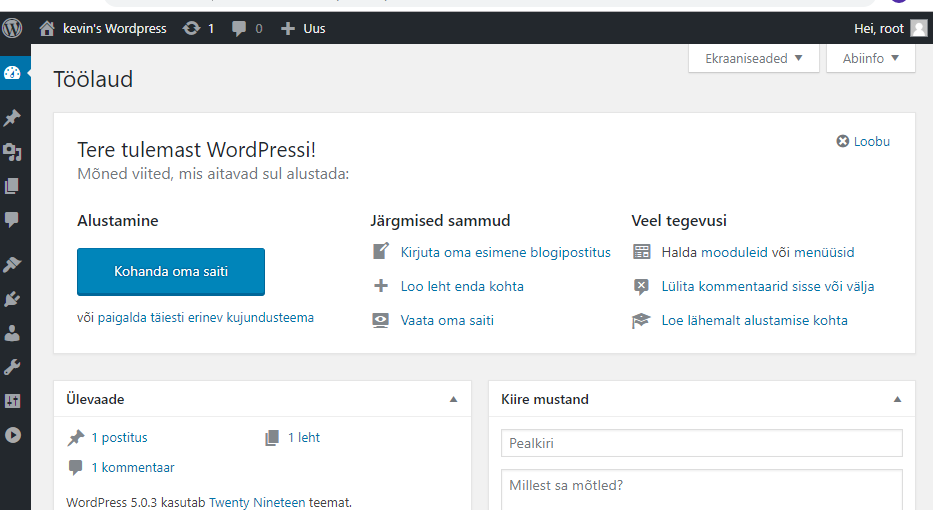 kevin's Wordpress 1 0 Uus Hei, root
Ekraaniseaded Abiinfo
Töölaud
Tere tulemast WordPressi!
Loobu
Mõned viited, mis aitavad sul alustada:
Alustamine
Kohanda oma saiti
või paigalda täiesti erinev kujundusteema
Järgmised sammud
Kirjuta oma esimene blogipostitus
Loo leht enda kohta
Vaata oma saiti
Veel tegevusi
Halda mooduleid või menüüsid
Lülita kommentaarid sisse või välja
Loe lähemalt alustamise kohta
Ülevaade
1 postitus 1 leht
1 kommentaar
WordPress 5.0.3 kasutab Twenty Nineteen teemat.
Kiire mustand
Pealkiri
Millest sa mõtled?